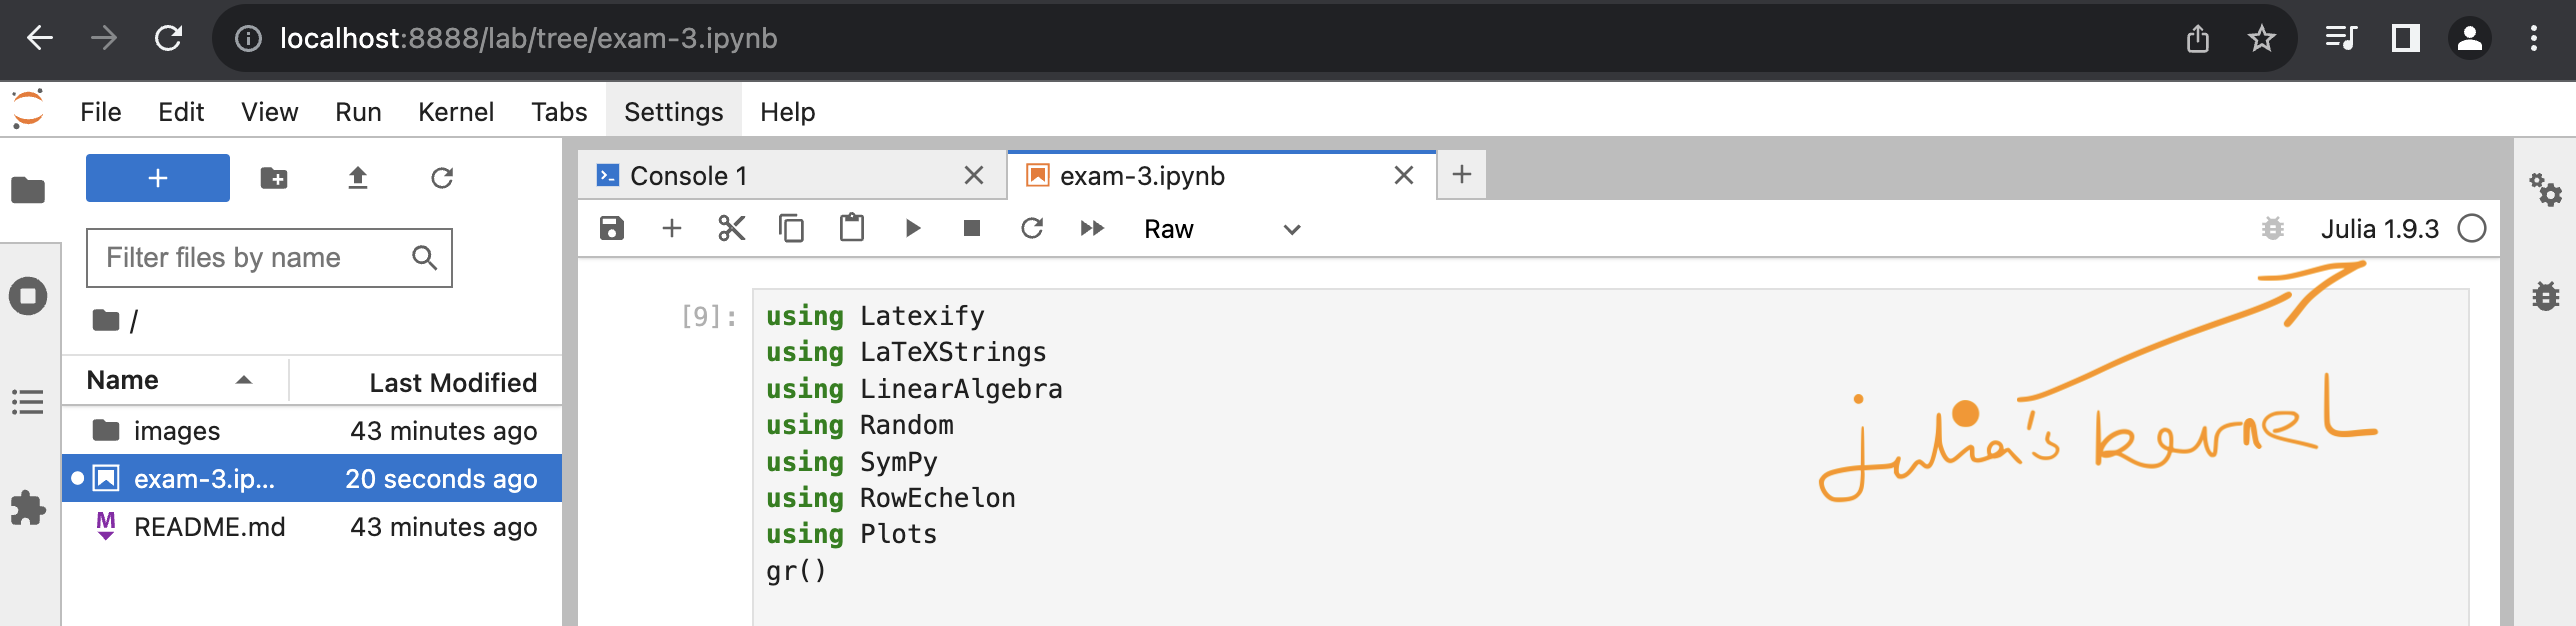 localhost:8888/lab/tree/exam-3.ipynb
File Edit View Run Kernel Tabs Settings Help
Console 1
exam-3.ipynb
Raw
Julia 1.9.3
Filter files by name
/
Name Last Modified
images 43 minutes ago
exam-3.ip... 20 seconds ago
README.md 43 minutes ago
[9]:
using Latexify
using LaTeXStrings
using LinearAlgebra
using Random
using SymPy
using RowEchelon
using Plots
gr()
julia's kernel